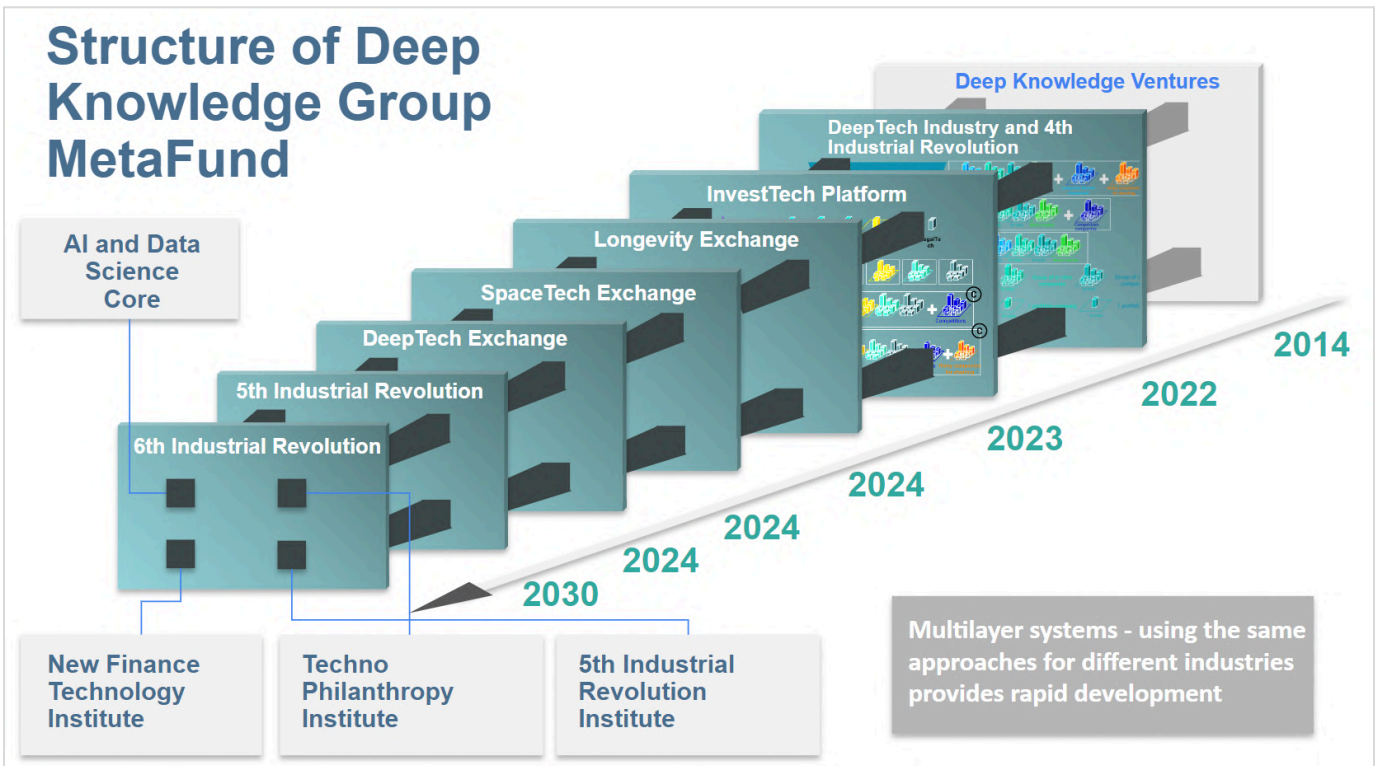 Structure of Deep
Knowledge Group
MetaFund
Deep Knowledge Ventures
DeepTech Industry and 4th
Industrial Revolution
InvestTech Platform
Longevity Exchange
SpaceTech Exchange
DeepTech Exchange
5th Industrial Revolution
6th Industrial Revolution
AI and Data
Science
Core
Competition
©
©
2014
2022
2023
2024
2024
2024
2030
New Finance
Technology
Institute
Techno
Philanthropy
Institute
5th Industrial
Revolution
Institute
Multilayer systems - using the same
approaches for different industries
provides rapid development